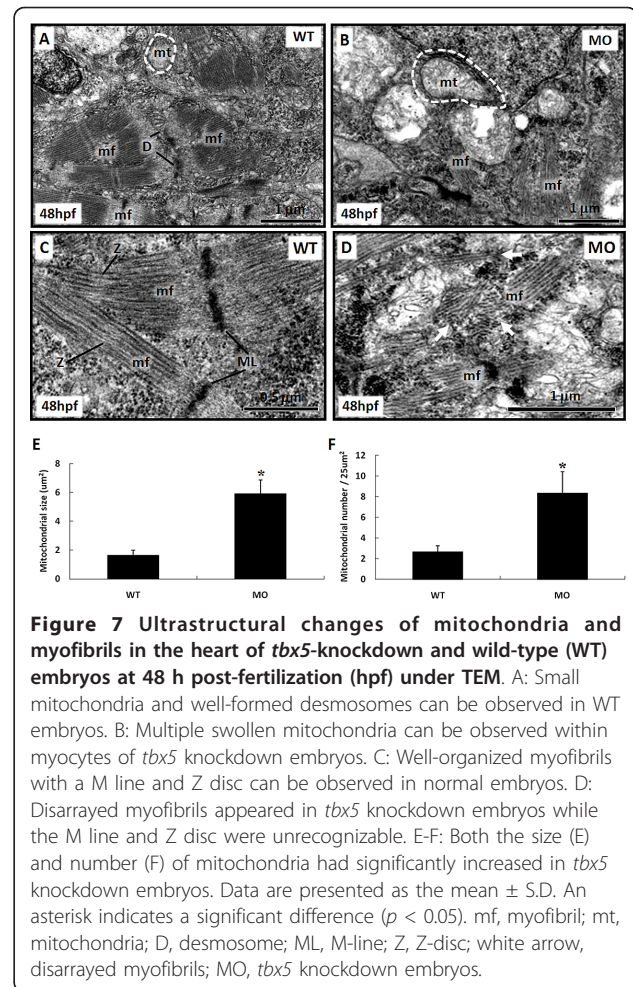 A
WT
mt
D
mf
mf
mf
48hpf
1 µm
B
MO
mt
mf
mf
48hpf
1 µm
C
WT
Z
mf
Z
mf
ML
48hpf
0.5 µm
D
MO
mf
mf
48hpf
1 µm
E
Mitochondrial size (um²)
8
6
4
2
0
*
WT
MO
F
Mitochondrial number / 25um²
12
10
8
6
4
2
0
*
WT
MO
Figure 7 Ultrastructural changes of mitochondria and
myofibrils in the heart of tbx5-knockdown and wild-type (WT)
embryos at 48 h post-fertilization (hpf) under TEM. A: Small
mitochondria and well-formed desmosomes can be observed in WT
embryos. B: Multiple swollen mitochondria can be observed within
myocytes of tbx5 knockdown embryos. C: Well-organized myofibrils
with a M line and Z disc can be observed in normal embryos. D:
Disarrayed myofibrils appeared in tbx5 knockdown embryos while
the M line and Z disc were unrecognizable. E-F: Both the size (E)
and number (F) of mitochondria had significantly increased in tbx5
knockdown embryos. Data are presented as the mean ± S.D. An
asterisk indicates a significant difference (p < 0.05). mf, myofibril; mt,
mitochondria; D, desmosome; ML, M-line; Z, Z-disc; white arrow,
disarrayed myofibrils; MO, tbx5 knockdown embryos.